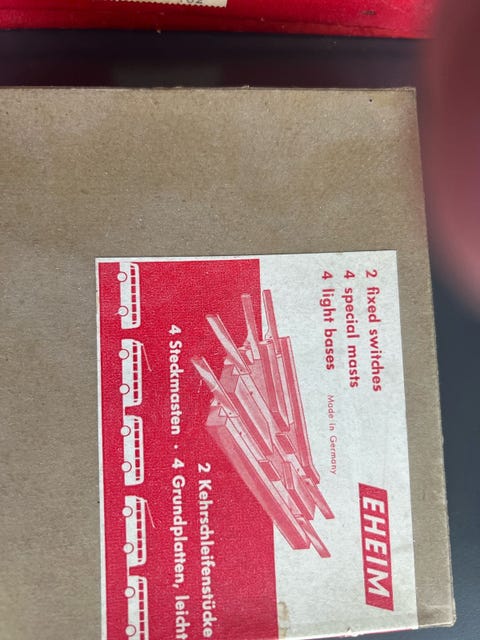 2 fixed switches
4 special masts
4 light bases
Made in Germany
EHEIM
2 Kehrschleifenstücke
4 Steckmasten · 4 Grundplatten, leicht